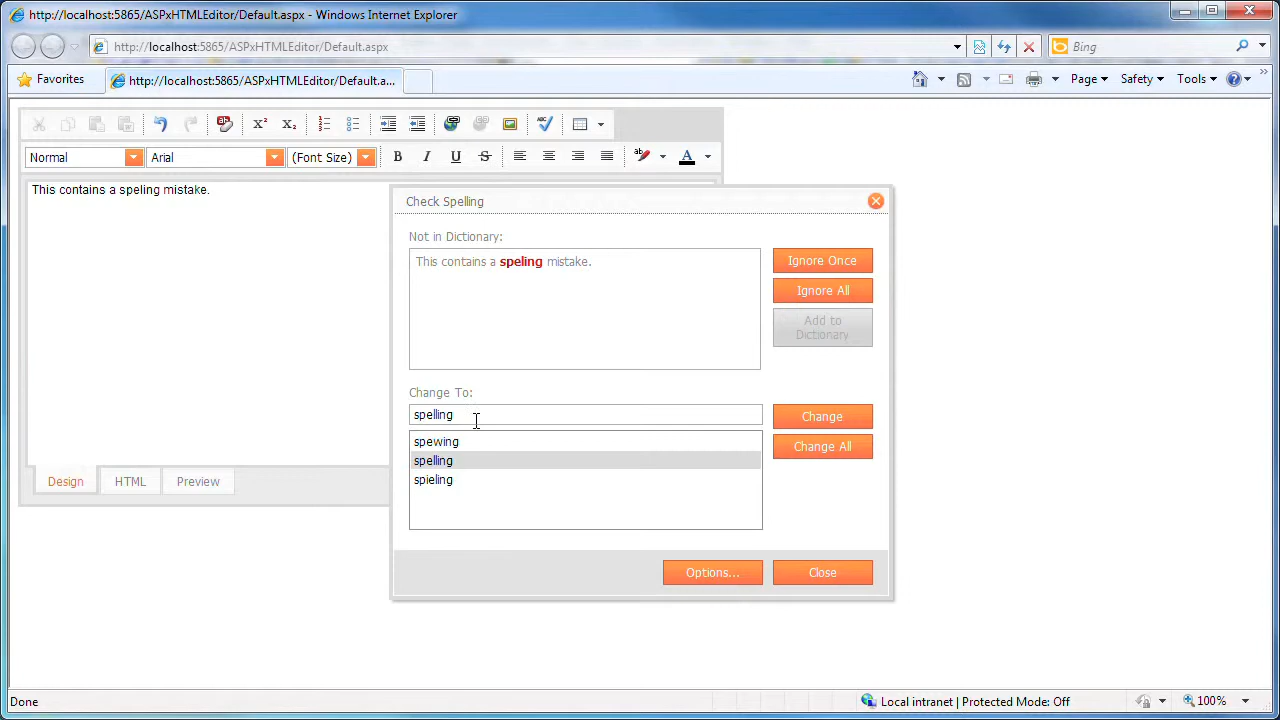 http://localhost:5865/ASPxHTMLEditor/Default.aspx - Windows Internet Explorer
http://localhost:5865/ASPxHTMLEditor/Default.aspx
Bing
Favorites
http://localhost:5865/ASPxHTMLEditor/Default.a...
Page
Safety
Tools
ABC
Normal
Arial
(Font Size)
B I U S
ab
A
This contains a speling mistake.
Design
HTML
Preview
Check Spelling
Not in Dictionary:
This contains a speling mistake.
Ignore Once
Ignore All
Add to
Dictionary
Change To:
spelling
Change
spewing
Change All
spelling
spieling
Options...
Close
Done
Local intranet | Protected Mode: Off
100%